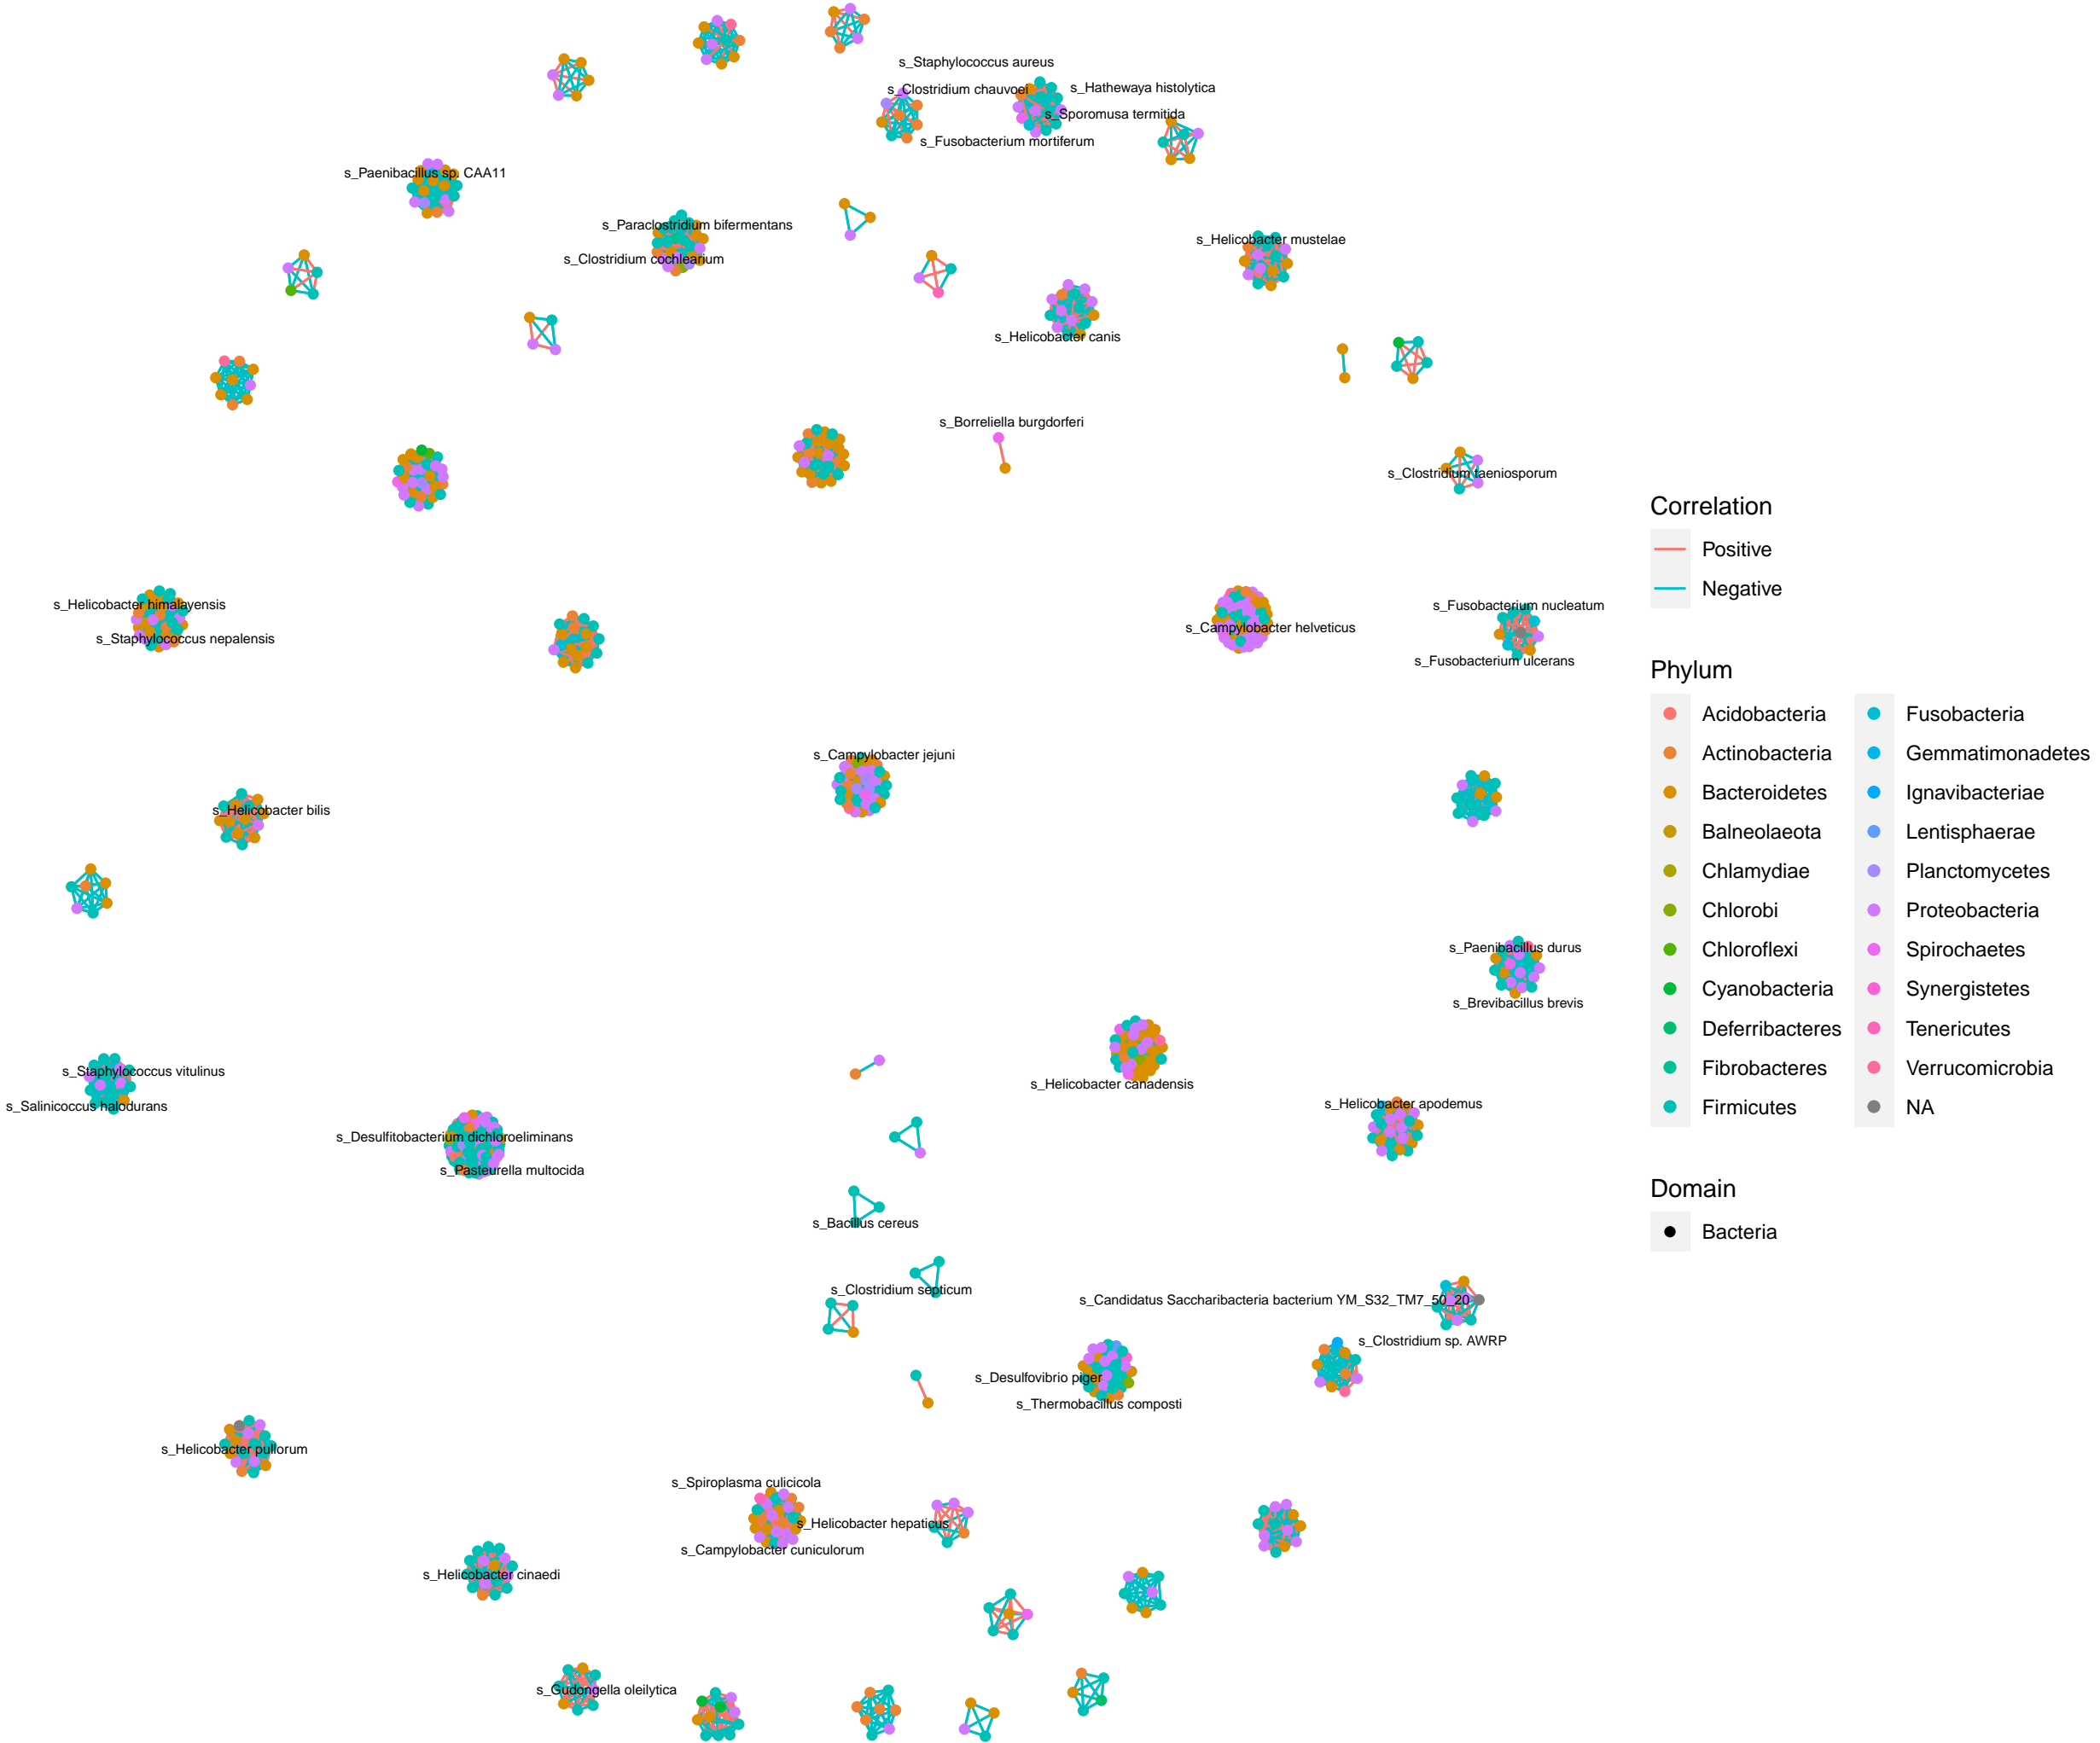 s_Staphylococcus aureus
s_Clostridium chauvoei
s_Hathewaya histolytica
s_Sporomusa termitida
s_Fusobacterium mortiferum
s_Paenibacillus sp. CAA11
s_Paraclostridium bifermentans
s_Clostridium cochlearium
s_Helicobacter mustelae
s_Helicobacter canis
s_Borreliella burgdorferi
s_Clostridium taeniosporum
s_Helicobacter himalayensis
s_Staphylococcus nepalensis
s_Campylobacter helveticus
s_Fusobacterium nucleatum
s_Fusobacterium ulcerans
s_Campylobacter jejuni
s_Helicobacter bilis
s_Paenibacillus durus
s_Brevibacillus brevis
s_Staphylococcus vitulinus
s_Salinicoccus halodurans
s_Helicobacter canadensis
s_Helicobacter apodemus
s_Desulfitobacterium dichloroeliminans
s_Pasteurella multocida
s_Bacillus cereus
s_Clostridium septicum
s_Candidatus Saccharibacteria bacterium YM_S32_TM7_50_20
s_Clostridium sp. AWRP
s_Desulfovibrio piger
s_Thermobacillus composti
s_Helicobacter pullorum
s_Spiroplasma culicicola
s_Helicobacter hepaticus
s_Campylobacter cuniculorum
s_Helicobacter cinaedi
s_Gudongella oleilytica
Correlation
Positive
Negative
Phylum
Acidobacteria
Actinobacteria
Bacteroidetes
Balneolaeota
Chlamydiae
Chlorobi
Chloroflexi
Cyanobacteria
Deferribacteres
Fibrobacteres
Firmicutes
Fusobacteria
Gemmatimonadetes
Ignavibacteriae
Lentisphaerae
Planctomycetes
Proteobacteria
Spirochaetes
Synergistetes
Tenericutes
Verrucomicrobia
NA
Domain
Bacteria